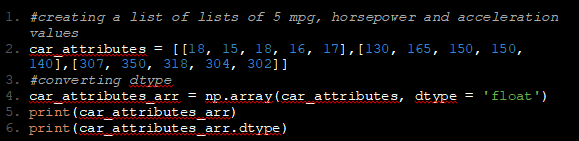 1. #creating a list of lists of 5 mpg, horsepower and acceleration
values
2. car_attributes = [[18, 15, 18, 16, 17],[130, 165, 150, 150,
140],[307, 350, 318, 304, 302]]
3. #converting dtype
4. car_attributes_arr = np.array(car_attributes, dtype = 'float')
5. print(car_attributes_arr)
6. print(car_attributes_arr.dtype)